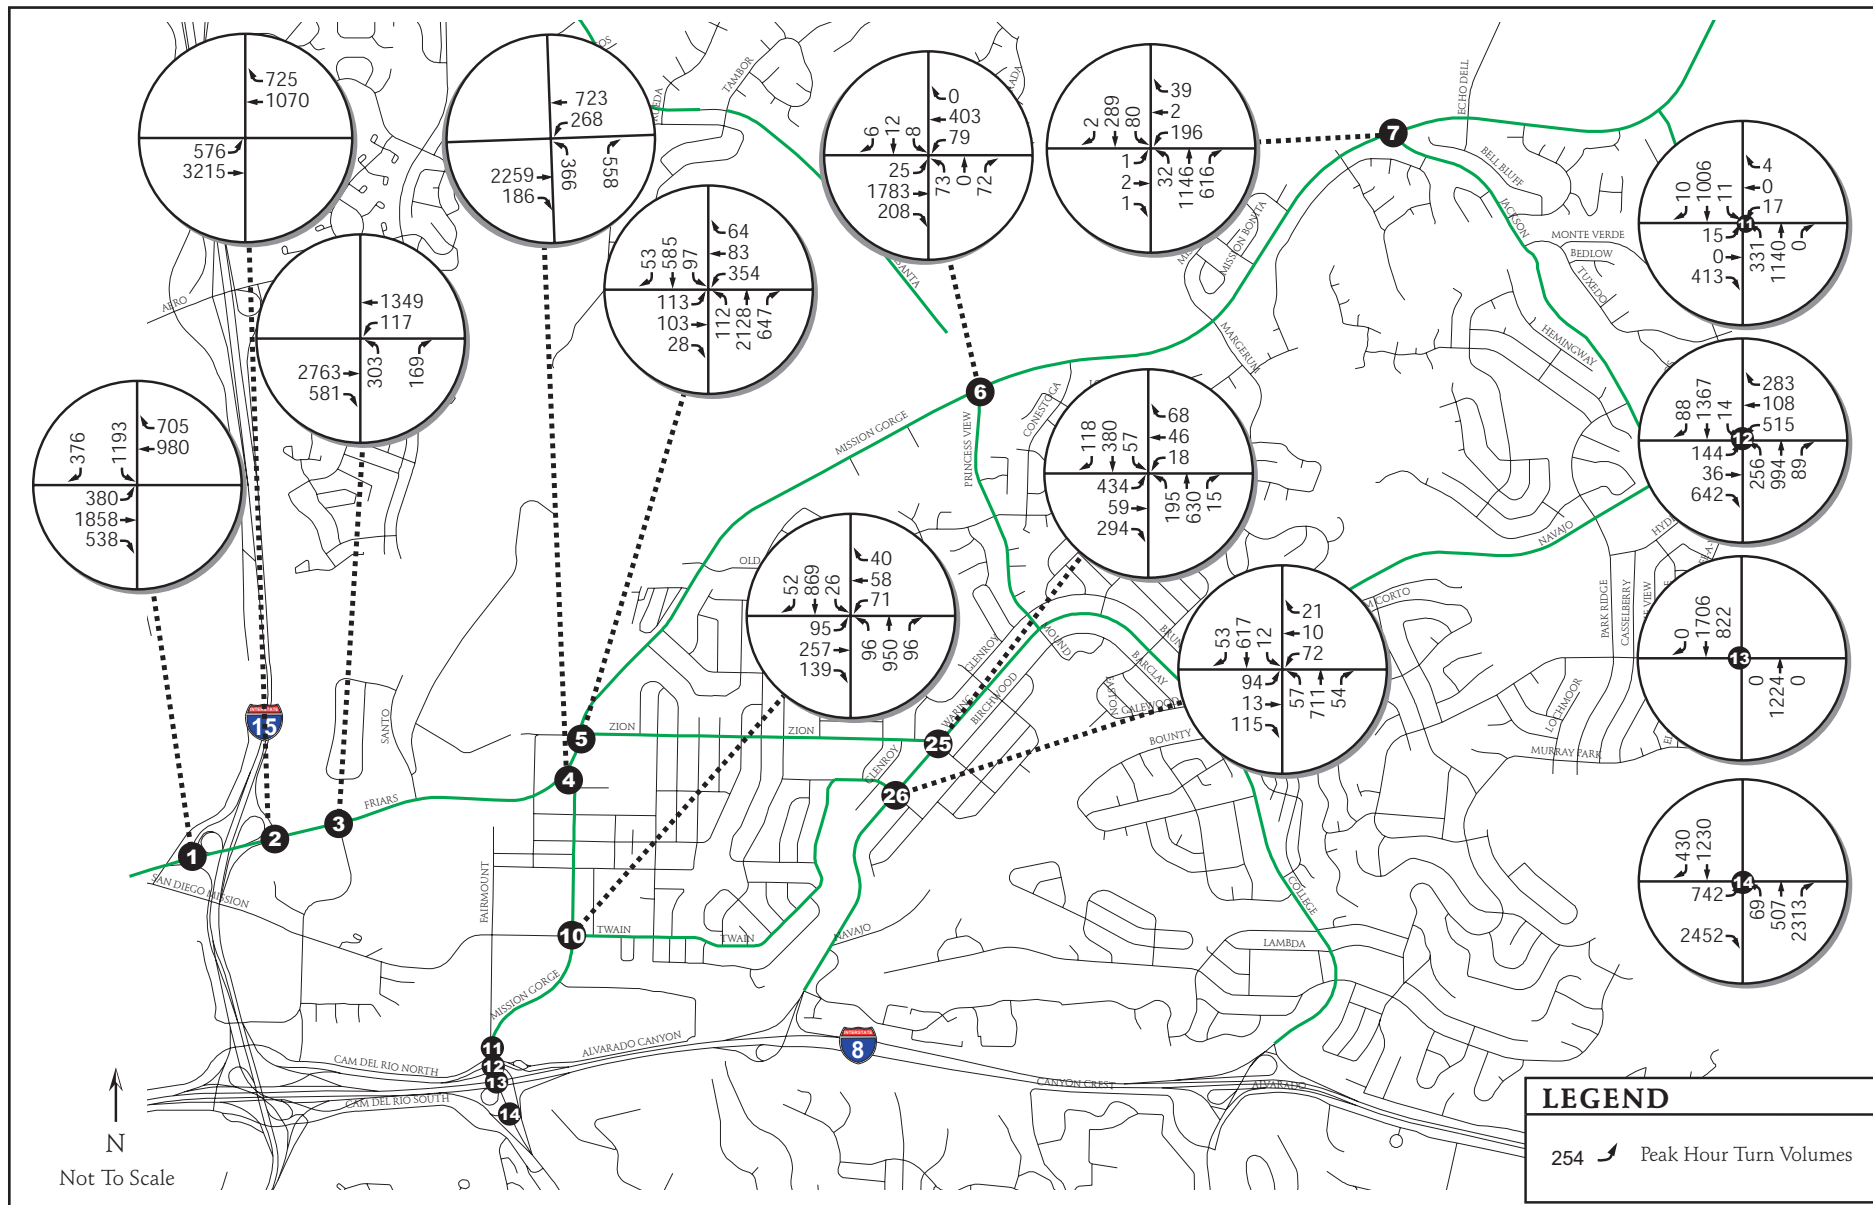 725
1070
576
3215
723
268
2259
186
366
558
0
403
79
6
12
8
25
1783
208
73
0
72
39
2
196
2
289
80
1
2
1
32
1146
616
4
0
17
10
1006
11
15
0
413
331
1140
0
11
1349
117
2763
581
303
169
64
83
354
53
585
97
113
103
28
112
2128
647
705
980
376
1193
380
1858
538
68
46
18
118
380
57
434
59
294
195
630
15
283
108
515
88
1367
14
144
36
642
256
994
89
12
40
58
71
52
869
26
95
257
139
96
950
96
21
10
72
53
617
12
94
13
115
57
711
54
0
1706
822
0
1224
0
13
430
1230
742
2452
69
507
2313
14
TAMBOR
ECHO DELL
BELL BLUFF
JACKSON
MONTE VERDE
BEDLOW
TUXEDO
HEMINGWAY
MISSION BONITA
MARGERUM
SANTA
AERO
CONESTOGA
MISSION GORGE
PRINCESS VIEW
OLD
NAVAJO
PARK RIDGE
CASSELBERRY
LOCHMOOR
MURRAY PARK
GLENROY
MOUND
BARCLAY
WARING
BIRCHWOOD
GALEWOOD
BOUNTY
ZION
ZION
GLENROY
SANTO
FRIARS
SAN DIEGO MISSION
FAIRMOUNT
TWAIN
TWAIN
NAVAJO
COLLEGE
LAMBDA
MISSION GORGE
ALVARADO CANYON
CAM DEL RIO NORTH
CAM DEL RIO SOUTH
CANYON CREST
ALVARADO
1
2
3
4
5
6
7
10
11
12
13
14
25
26
INTERSTATE
15
INTERSTATE
8
N
Not To Scale
LEGEND
254 Peak Hour Turn Volumes